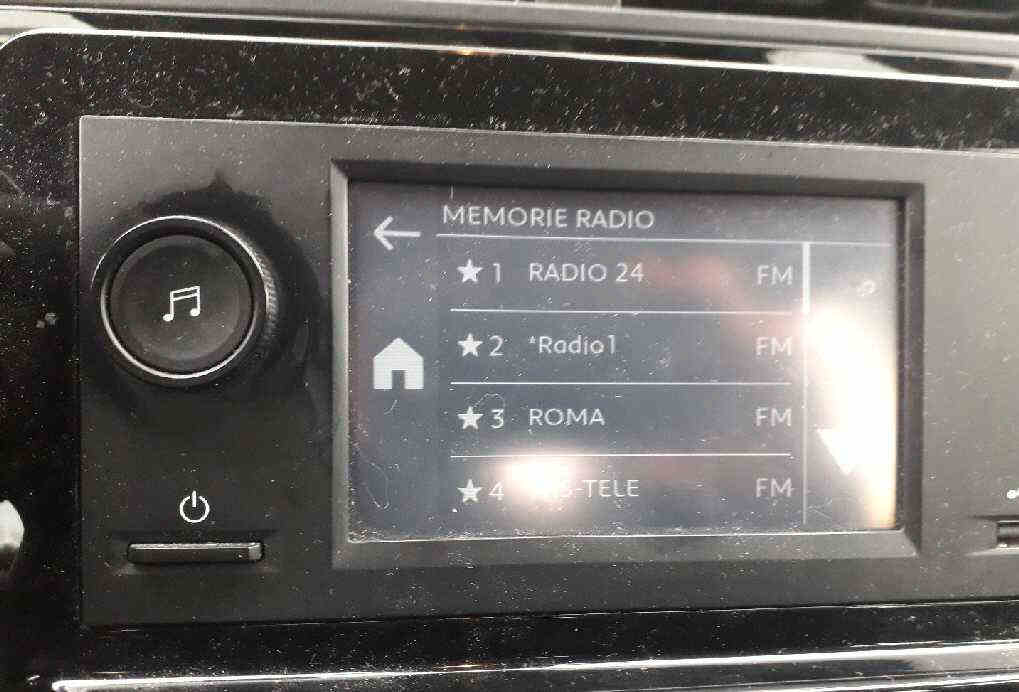 MEMORIE RADIO
1 RADIO 24 FM
2 *Radio1 FM
3 ROMA FM
4 FM